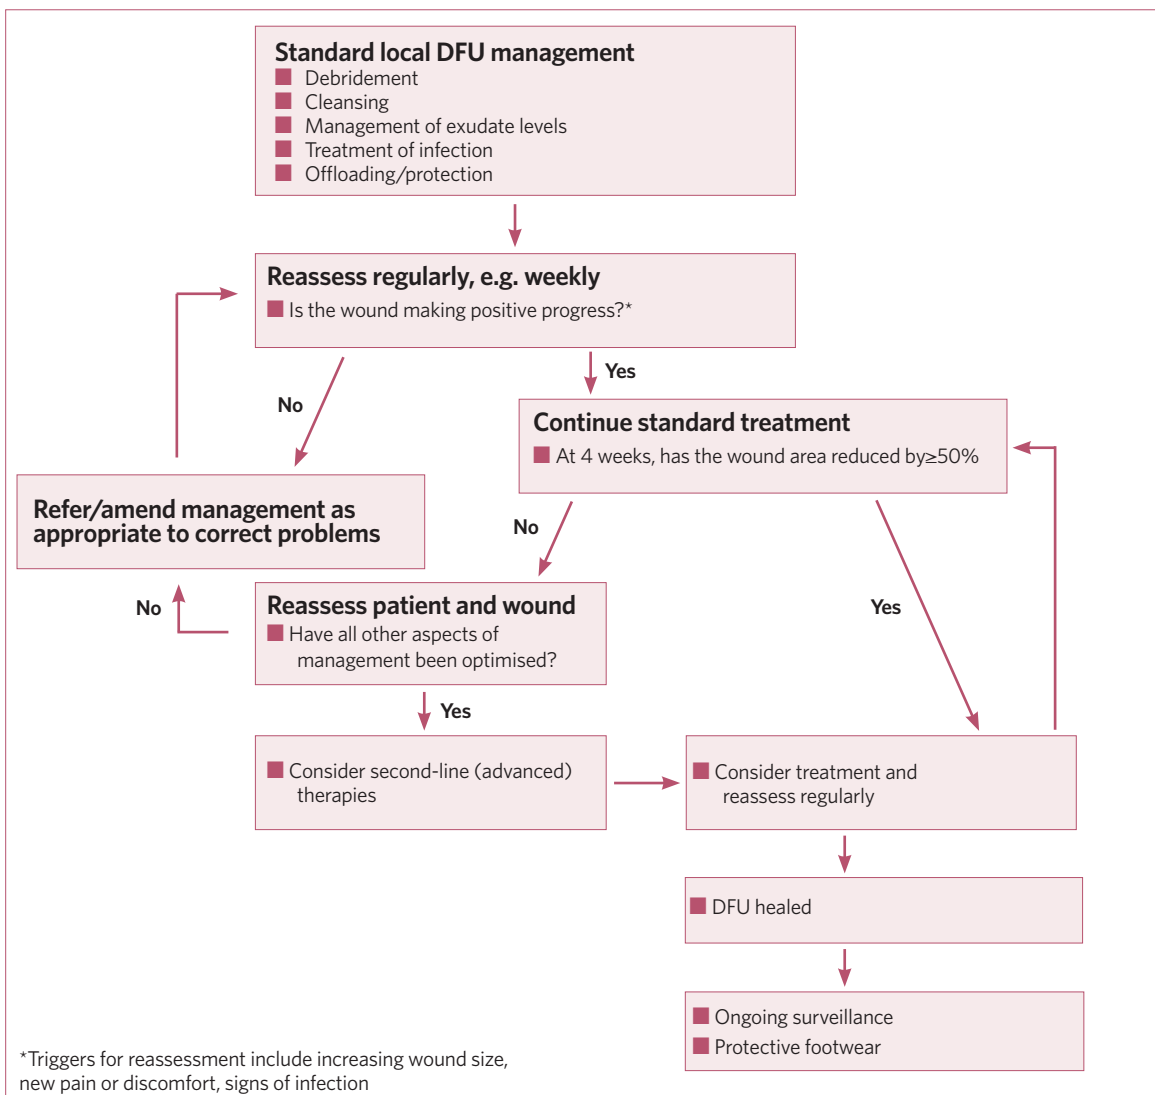 Standard local DFU management
Debridement
Cleansing
Management of exudate levels
Treatment of infection
Offloading/protection
Reassess regularly, e.g. weekly
Is the wound making positive progress?*
No
Yes
Continue standard treatment
At 4 weeks, has the wound area reduced by≥50%
Refer/amend management as
appropriate to correct problems
No
Yes
No
Reassess patient and wound
Have all other aspects of
management been optimised?
Yes
Consider second-line (advanced)
therapies
Consider treatment and
reassess regularly
DFU healed
Ongoing surveillance
Protective footwear
*Triggers for reassessment include increasing wound size,
new pain or discomfort, signs of infection